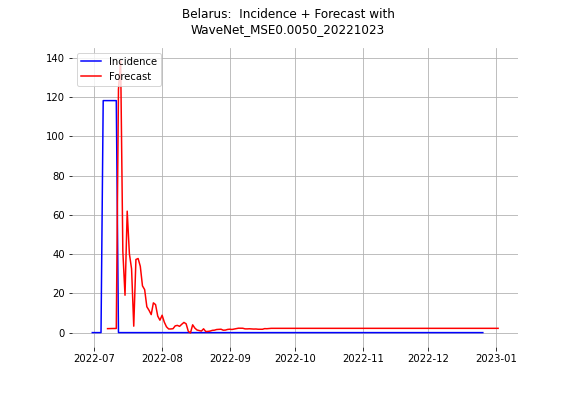 Belarus:  Incidence + Forecast with
WaveNet_MSE0.0050_20221023
Incidence
Forecast
140
120
100
80
60
40
20
0
2022-07 2022-08 2022-09 2022-10 2022-11 2022-12 2023-01